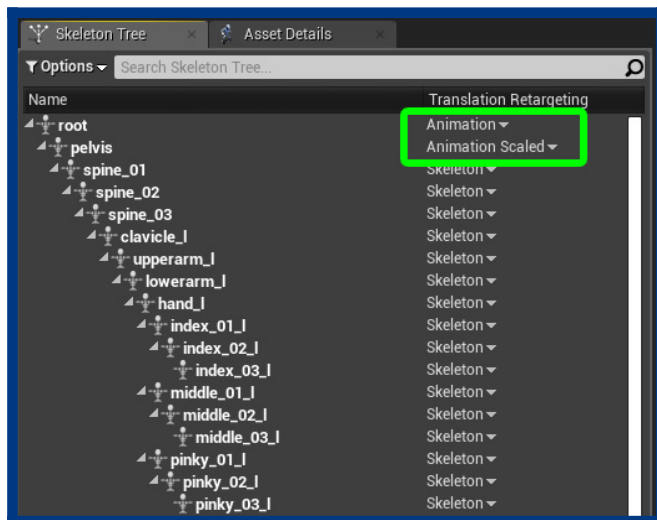 Skeleton Tree Asset Details
Options Search Skeleton Tree...
Name Translation Retargeting
root Animation
pelvis Animation Scaled
spine_01 Skeleton
spine_02 Skeleton
spine_03 Skeleton
clavicle_l Skeleton
upperarm_l Skeleton
lowerarm_l Skeleton
hand_l Skeleton
index_01_l Skeleton
index_02_l Skeleton
index_03_l Skeleton
middle_01_l Skeleton
middle_02_l Skeleton
middle_03_l Skeleton
pinky_01_l Skeleton
pinky_02_l Skeleton
pinky_03_l Skeleton